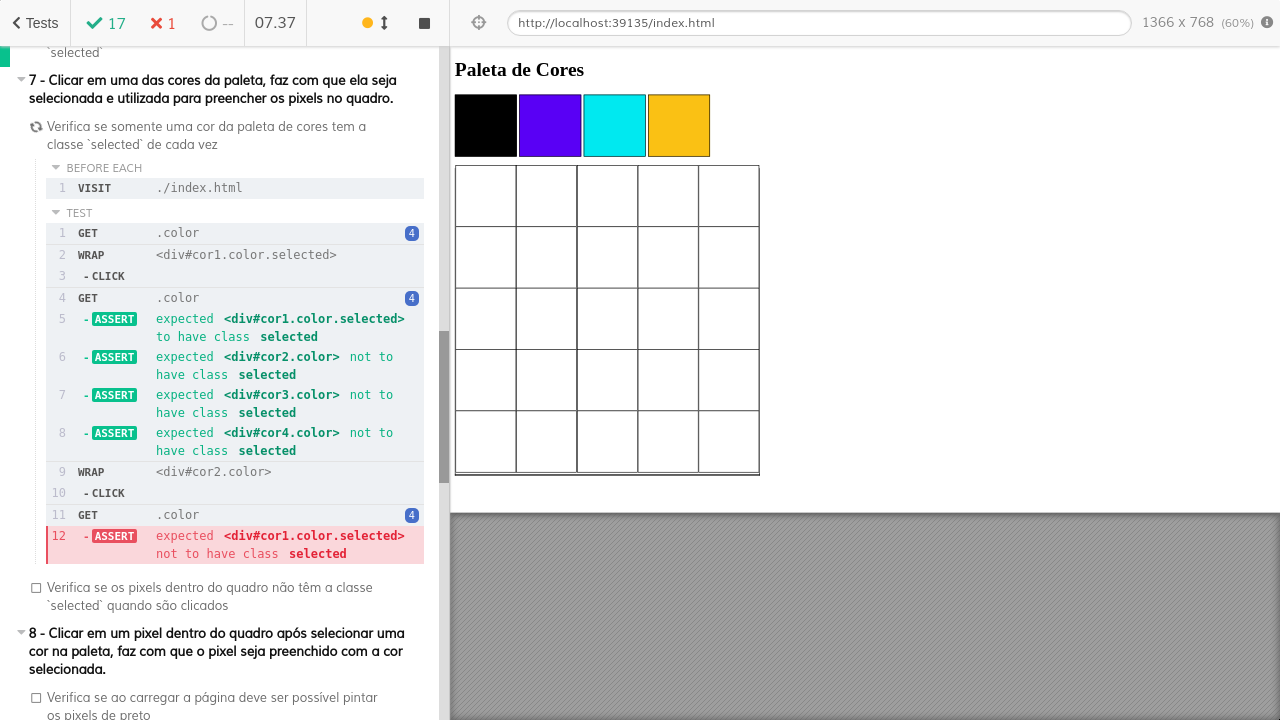 Tests 17 1 -- 07.37 http://localhost:39135/index.html 1366 x 768 (60%)
`selected`
7 - Clicar em uma das cores da paleta, faz com que ela seja
selecionada e utilizada para preencher os pixels no quadro.
Verifica se somente uma cor da paleta de cores tem a
classe `selected` de cada vez
BEFORE EACH
1 VISIT ./index.html
TEST
1 GET .color 4
2 WRAP <div#cor1.color.selected>
3 -CLICK
4 GET .color 4
5 -ASSERT expected <div#cor1.color.selected>
to have class selected
6 -ASSERT expected <div#cor2.color> not to
have class selected
7 -ASSERT expected <div#cor3.color> not to
have class selected
8 -ASSERT expected <div#cor4.color> not to
have class selected
9 WRAP <div#cor2.color>
10 -CLICK
11 GET .color 4
12 -ASSERT expected <div#cor1.color.selected>
not to have class selected
Verifica se os pixels dentro do quadro não têm a classe
`selected` quando são clicados
8 - Clicar em um pixel dentro do quadro após selecionar uma
cor na paleta, faz com que o pixel seja preenchido com a cor
selecionada.
Verifica se ao carregar a página deve ser possível pintar
os pixels de preto
Paleta de Cores